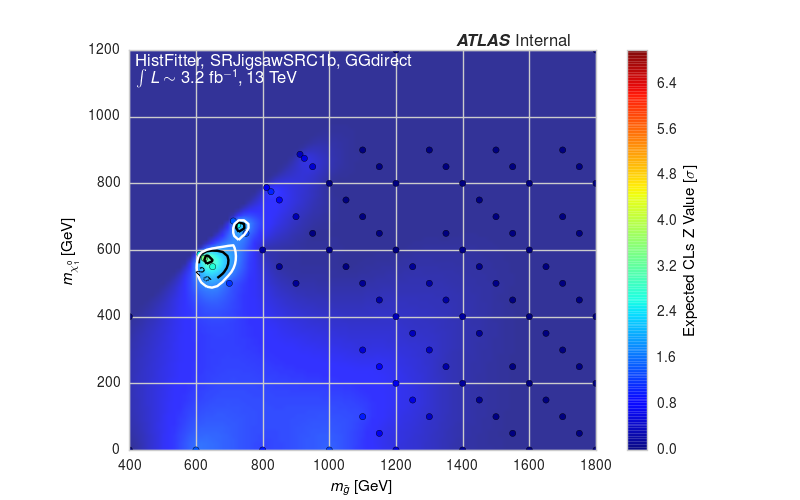 ATLAS Internal
HistFitter, SRJigsawSRC1b, GGdirect
∫ L ∼ 3.2 fb⁻¹, 13 TeV
1200
1000
800
600
400
200
0
m_χ̃₁⁰ [GeV]
400 600 800 1000 1200 1400 1600 1800
m_g̃ [GeV]
6.4
5.6
4.8
4.0
3.2
2.4
1.6
0.8
0.0
Expected CLs Z Value [σ]